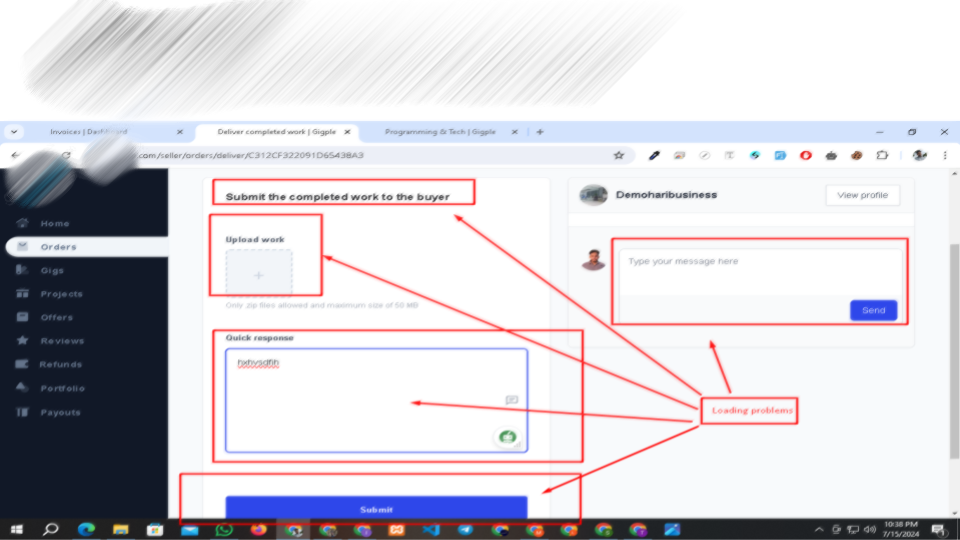 Invoices | Dashboard
Deliver completed work | Gigple
Programming & Tech | Gigple
.com/seller/orders/deliver/C312CF322091D65438A3
Submit the completed work to the buyer
Demoharibusiness
View profile
Home
Orders
Gigs
Projects
Offers
Reviews
Refunds
Portfolio
Payouts
Upload work
Only .zip files allowed and maximum size of 50 MB
Quick response
hxhvsdfih
Type your message here
Send
Loading problems
Submit
10:38 PM
7/15/2024